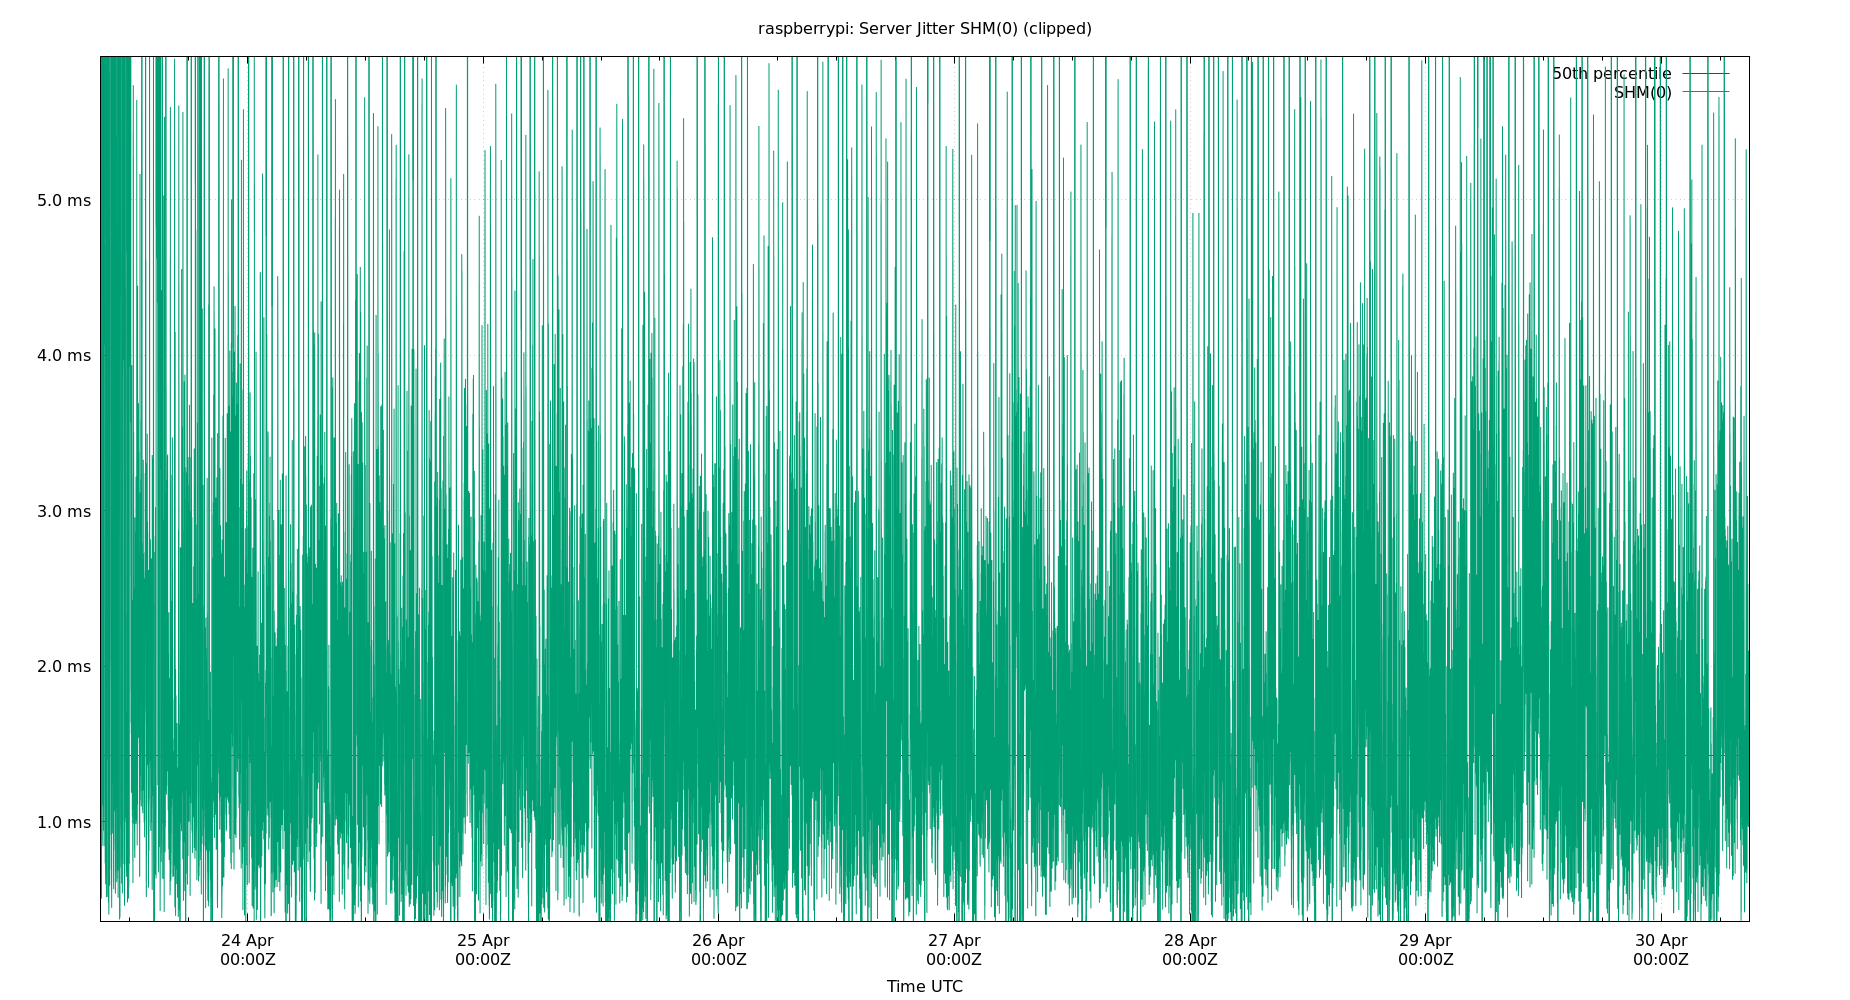 raspberrypi: Server Jitter SHM(0) (clipped)
50th percentile
SHM(0)
5.0 ms
4.0 ms
3.0 ms
2.0 ms
1.0 ms
24 Apr
00:00Z
25 Apr
00:00Z
26 Apr
00:00Z
27 Apr
00:00Z
28 Apr
00:00Z
29 Apr
00:00Z
30 Apr
00:00Z
Time UTC